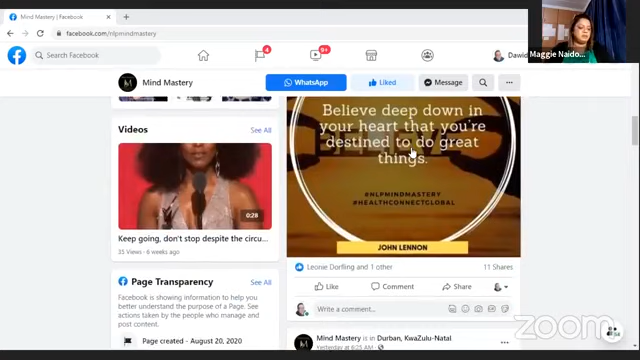 Mind Mastery | Facebook
facebook.com/nlpmindmastery
Search Facebook
4
9+
Dawid
Maggie Naido...
Mind Mastery
WhatsApp
Liked
Message
Videos
See All
0:28
Keep going, don't stop despite the circu...
35 Views · 6 weeks ago
Page Transparency
See All
Facebook is showing information to help you
better understand the purpose of a Page. See
actions taken by the people who manage and
post content.
Page created - August 20, 2020
Believe deep down in
your heart that you're
destined to do great
things.
@NLPMINDMASTERY
#HEALTHCONNECTGLOBAL
JOHN LENNON
Leonie Dorfling and 1 other
11 Shares
Like
Comment
Share
Write a comment...
Mind Mastery is in Durban, KwaZulu-Natal
Yesterday at 6:25 AM
zoom